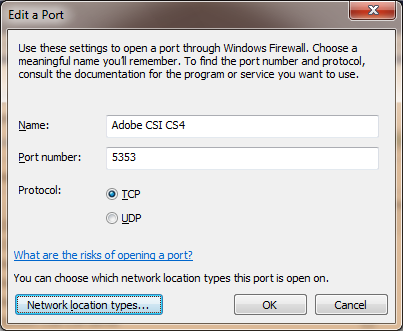 Edit a Port
Use these settings to open a port through Windows Firewall. Choose a
meaningful name you'll remember. To find the port number and protocol,
consult the documentation for the program or service you want to use.
Name: Adobe CSI CS4
Port number: 5353
Protocol: TCP
UDP
What are the risks of opening a port?
You can choose which network location types this port is open on.
Network location types... OK Cancel